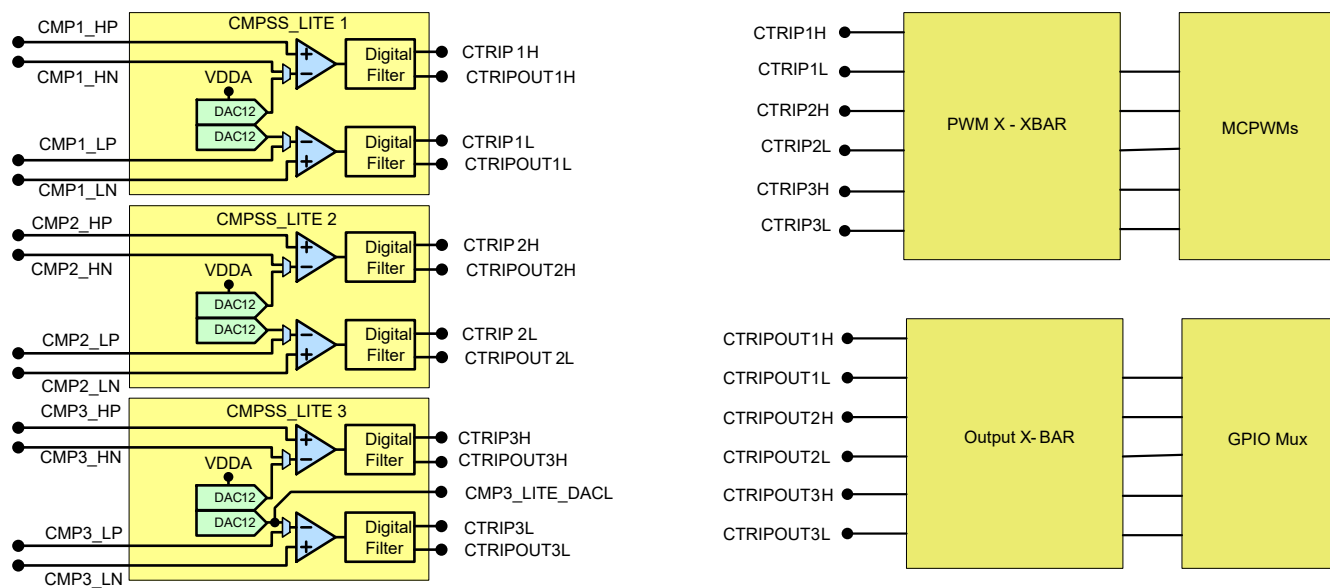 CMPSS_LITE 1
CMP1_HP
CMP1_HN
VDDA
DAC12
DAC12
CMP1_LP
CMP1_LN
Digital
Filter
Digital
Filter
CTRIP 1H
CTRIPOUT1H
CTRIP1L
CTRIPOUT1L
CMPSS_LITE 2
CMP2_HP
CMP2_HN
VDDA
DAC12
DAC12
CMP2_LP
CMP2_LN
Digital
Filter
Digital
Filter
CTRIP 2H
CTRIPOUT2H
CTRIP 2L
CTRIPOUT 2L
CMPSS_LITE 3
CMP3_HP
CMP3_HN
VDDA
DAC12
DAC12
CMP3_LP
CMP3_LN
Digital
Filter
Digital
Filter
CTRIP3H
CTRIPOUT3H
CMP3_LITE_DACL
CTRIP3L
CTRIPOUT3L
CTRIP1H
CTRIP1L
CTRIP2H
CTRIP2L
CTRIP3H
CTRIP3L
PWM X - XBAR
MCPWMs
CTRIPOUT1H
CTRIPOUT1L
CTRIPOUT2H
CTRIPOUT2L
CTRIPOUT3H
CTRIPOUT3L
Output X- BAR
GPIO Mux